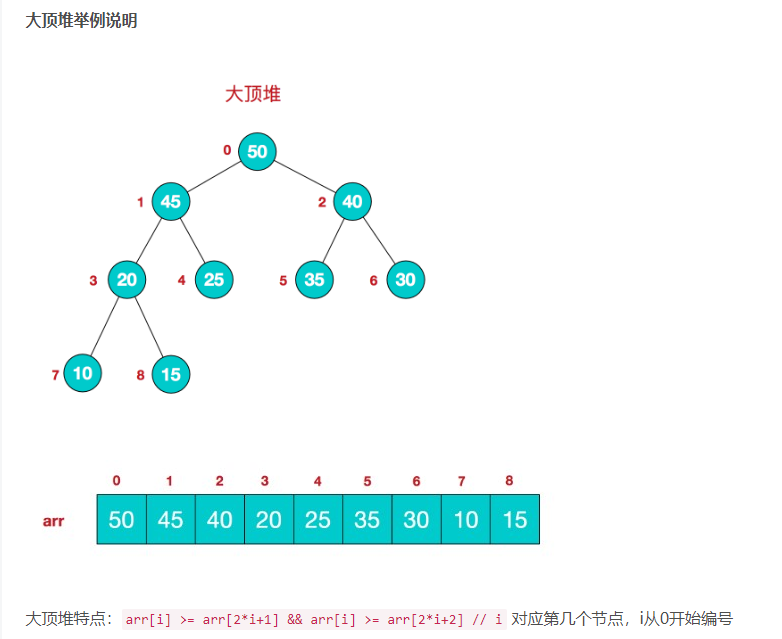 大顶堆举例说明
大顶堆
0 50
1 45 2 40
3 20 4 25 5 35 6 30
7 10 8 15
0 1 2 3 4 5 6 7 8
arr 50 45 40 20 25 35 30 10 15
大顶堆特点：arr[i] >= arr[2*i+1] && arr[i] >= arr[2*i+2] // i 对应第几个节点，i从0开始编号